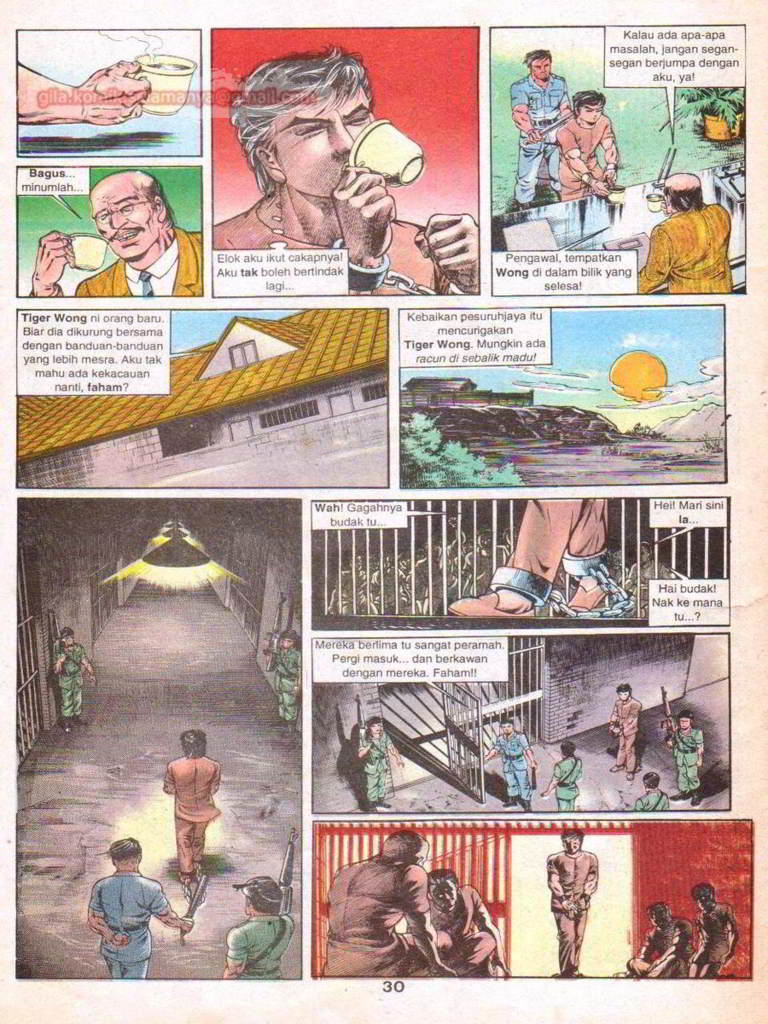 gila.komik
Bagus...
minumlah...
Elok aku ikut cakapnya!
Aku tak boleh bertindak
lagi...
Kalau ada apa-apa
masalah, jangan segan-
segan berjumpa dengan
aku, ya!
Pengawal, tempatkan
Wong di dalam bilik yang
selesa!
Tiger Wong ni orang baru.
Biar dia dikurung bersama
dengan banduan-banduan
yang lebih mesra. Aku tak
mahu ada kekacauan
nanti, faham?
Kebaikan pesuruhjaya itu
mencurigakan
Tiger Wong. Mungkin ada
racun di sebalik madu!
Wah! Gagahnya
budak tu...
Hei! Mari sini
la...
Hai budak!
Nak ke mana
tu...?
Mereka berlima tu sangat peramah.
Pergi masuk... dan berkawan
dengan mereka. Faham!!
30